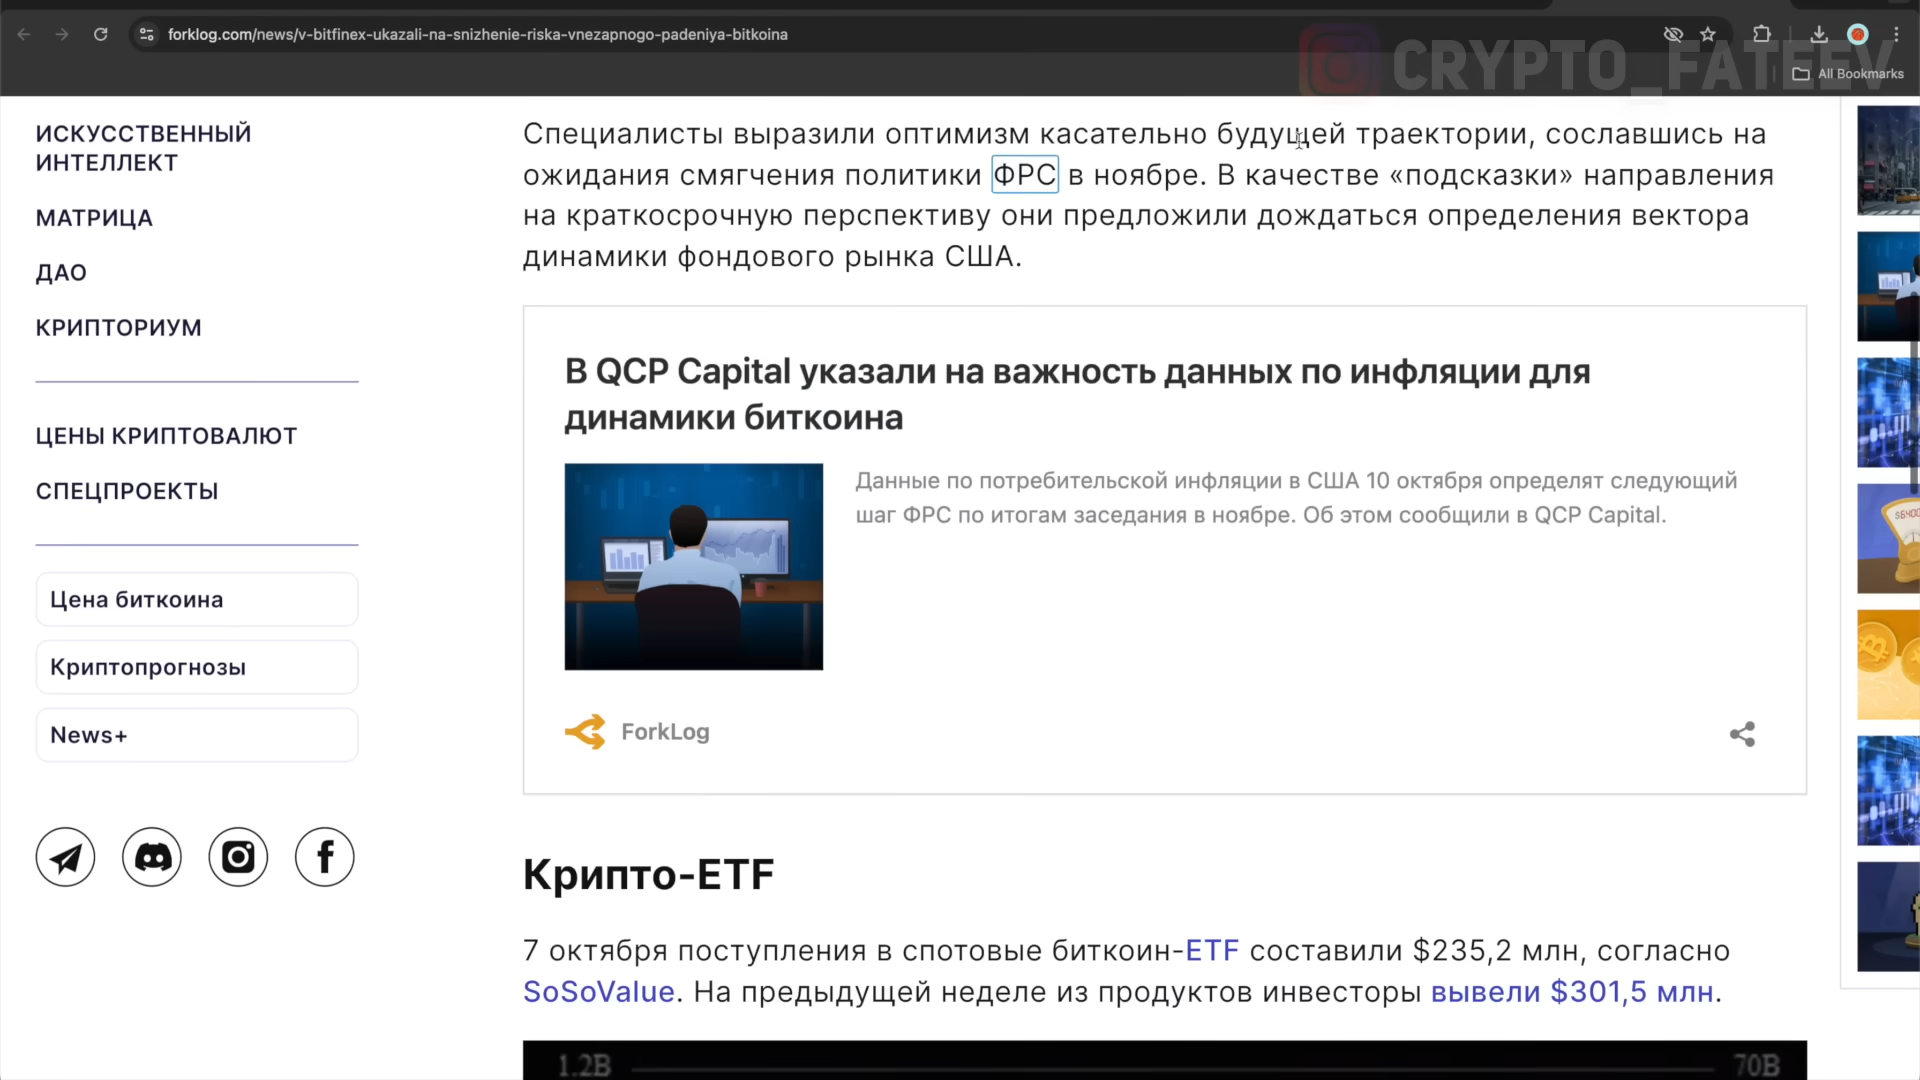 forklog.com/news/v-bitfinex-ukazali-na-snizhenie-riska-vnezapnogo-padeniya-bitkoina
CRYPTO_FATEEV
All Bookmarks
ИСКУССТВЕННЫЙ
ИНТЕЛЛЕКТ
МАТРИЦА
ДАО
КРИПТОРИУМ
ЦЕНЫ КРИПТОВАЛЮТ
СПЕЦПРОЕКТЫ
Цена биткоина
Криптопрогнозы
News+
Специалисты выразили оптимизм касательно будущей траектории, сославшись на
ожидания смягчения политики ФРС в ноябре. В качестве «подсказки» направления
на краткосрочную перспективу они предложили дождаться определения вектора
динамики фондового рынка США.
В QCP Capital указали на важность данных по инфляции для
динамики биткоина
Данные по потребительской инфляции в США 10 октября определят следующий
шаг ФРС по итогам заседания в ноябре. Об этом сообщили в QCP Capital.
ForkLog
Крипто-ETF
7 октября поступления в спотовые биткоин-ETF составили $235,2 млн, согласно
SoSoValue. На предыдущей неделе из продуктов инвесторы вывели $301,5 млн.
1.2B
70B